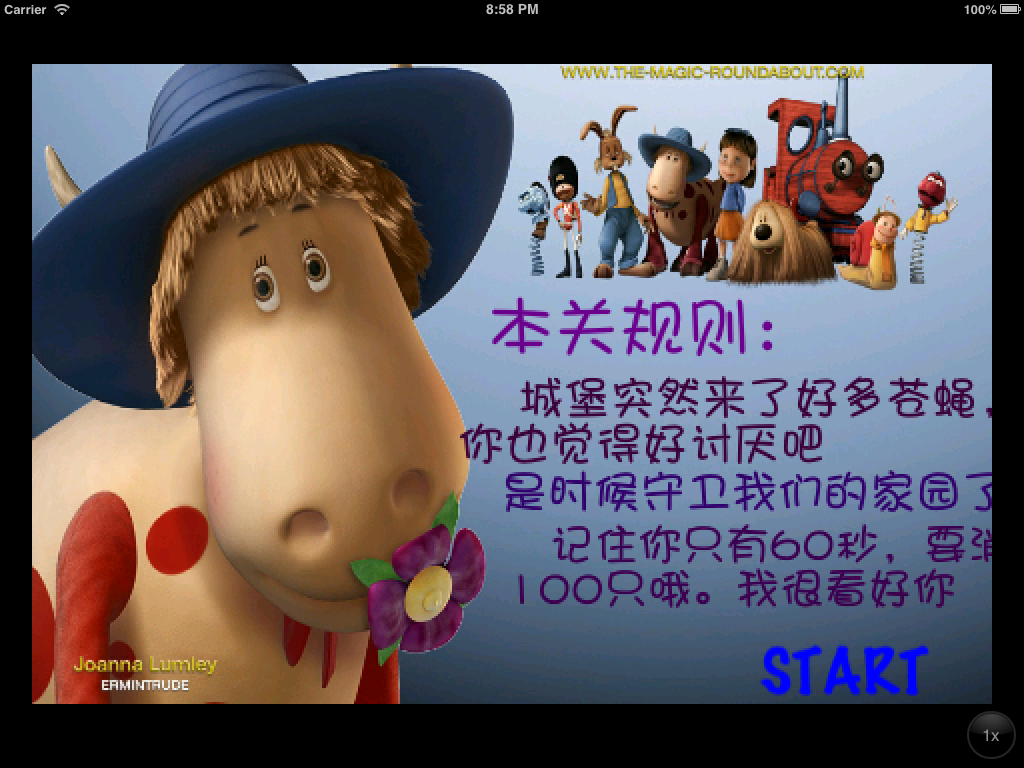 Carrier
8:58 PM
100%
WWW.THE-MAGIC-ROUNDABOUT.COM
本关规则：
城堡突然来了好多苍蝇，
你也觉得好讨厌吧
是时候守卫我们的家园了
记住你只有60秒，要消
100只哦。我很看好你
START
Joanna Lumley
ERMINTRUDE
1x